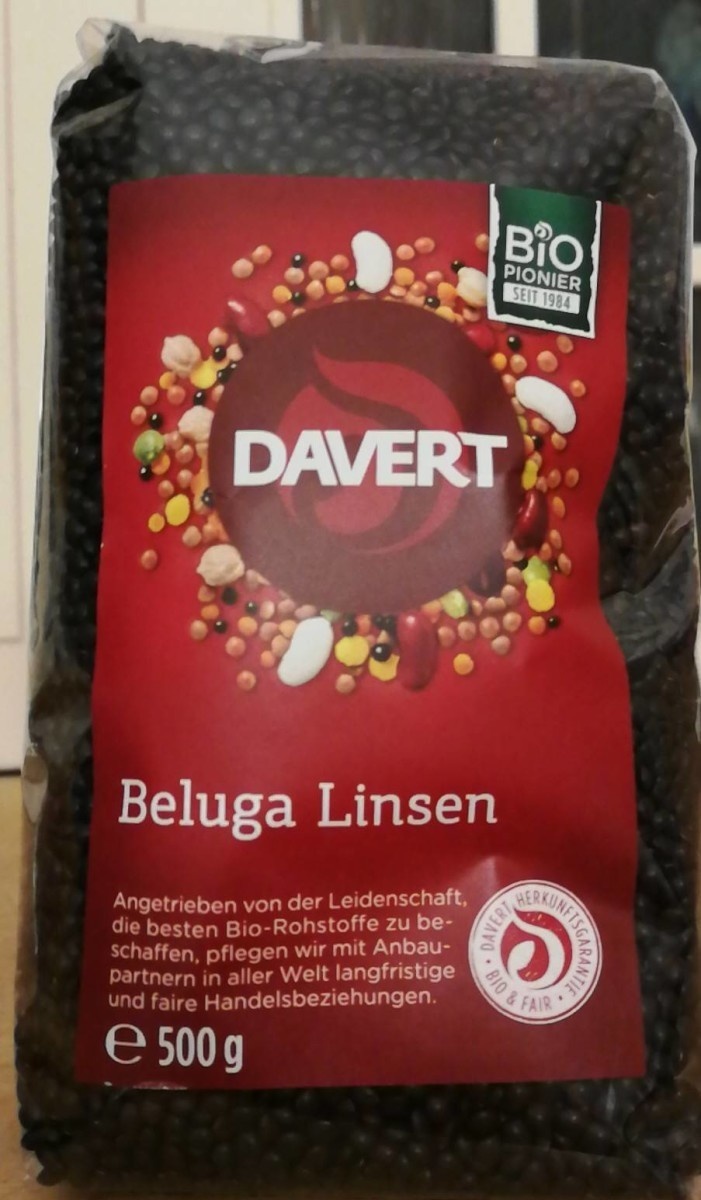 BiO
PIONIER
SEIT 1984
DAVERT
Beluga Linsen
Angetrieben von der Leidenschaft,
die besten Bio-Rohstoffe zu be-
schaffen, pflegen wir mit Anbau-
partnern in aller Welt langfristige
und faire Handelsbeziehungen.
DAVERT HERKUNFTSGARANTIE
• BIO & FAIR •
e 500 g